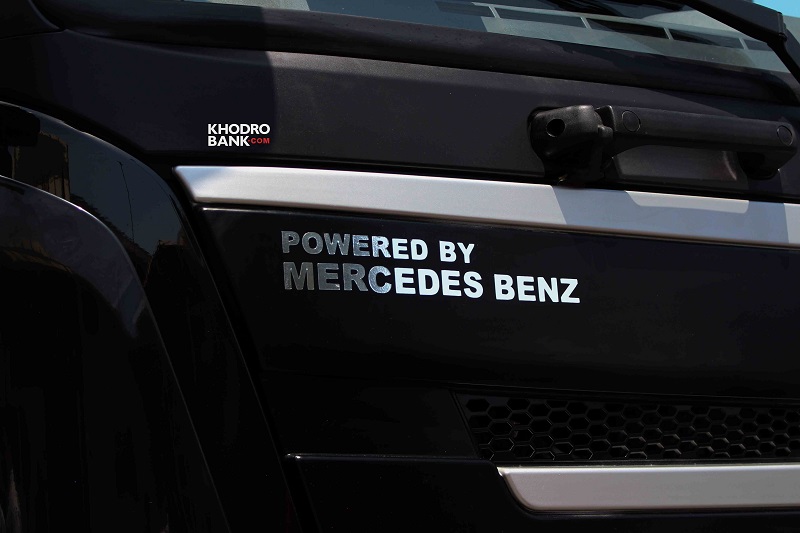 KHODRO
BANK.COM
POWERED BY
MERCEDES BENZ